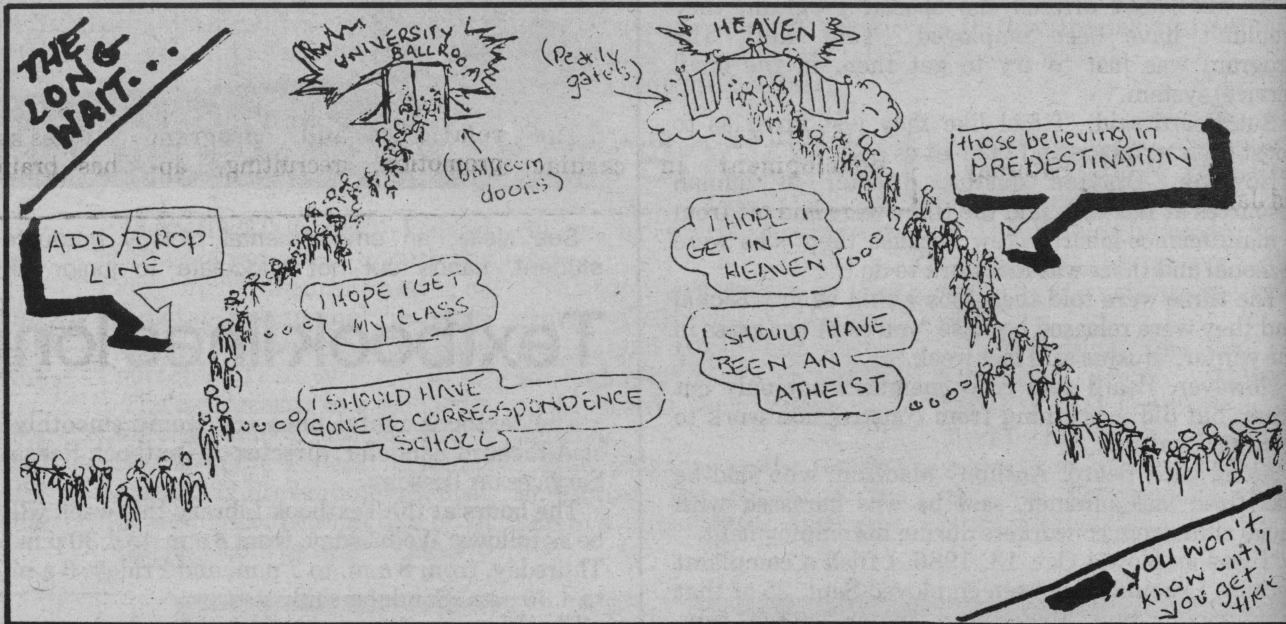 THE
LONG
WAIT...
UNIVERSITY
BALLROOM
(Ballroom
doors)
ADD/DROP
LINE
I HOPE I GET
MY CLASS
I SHOULD HAVE
GONE TO CORRESSPONDENCE
SCHOLL
HEAVEN
(Pearly
gates)
those believing in
PREDESTINATION
I HOPE I
GET IN TO
HEAVEN
I SHOULD HAVE
BEEN AN
ATHEIST
...you won't
know until
you get